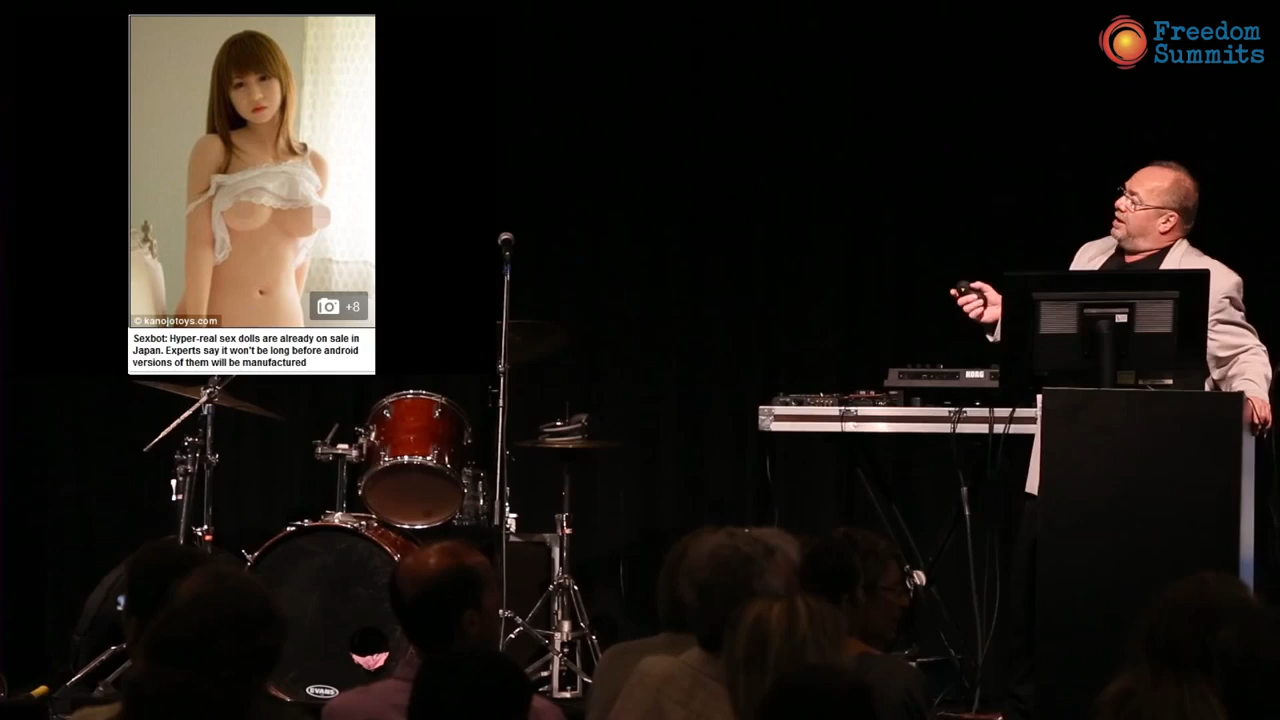 Freedom
Summits
+8
© kanojotoys.com
Sexbot: Hyper-real sex dolls are already on sale in
Japan. Experts say it won't be long before android
versions of them will be manufactured
KORG
EVANS